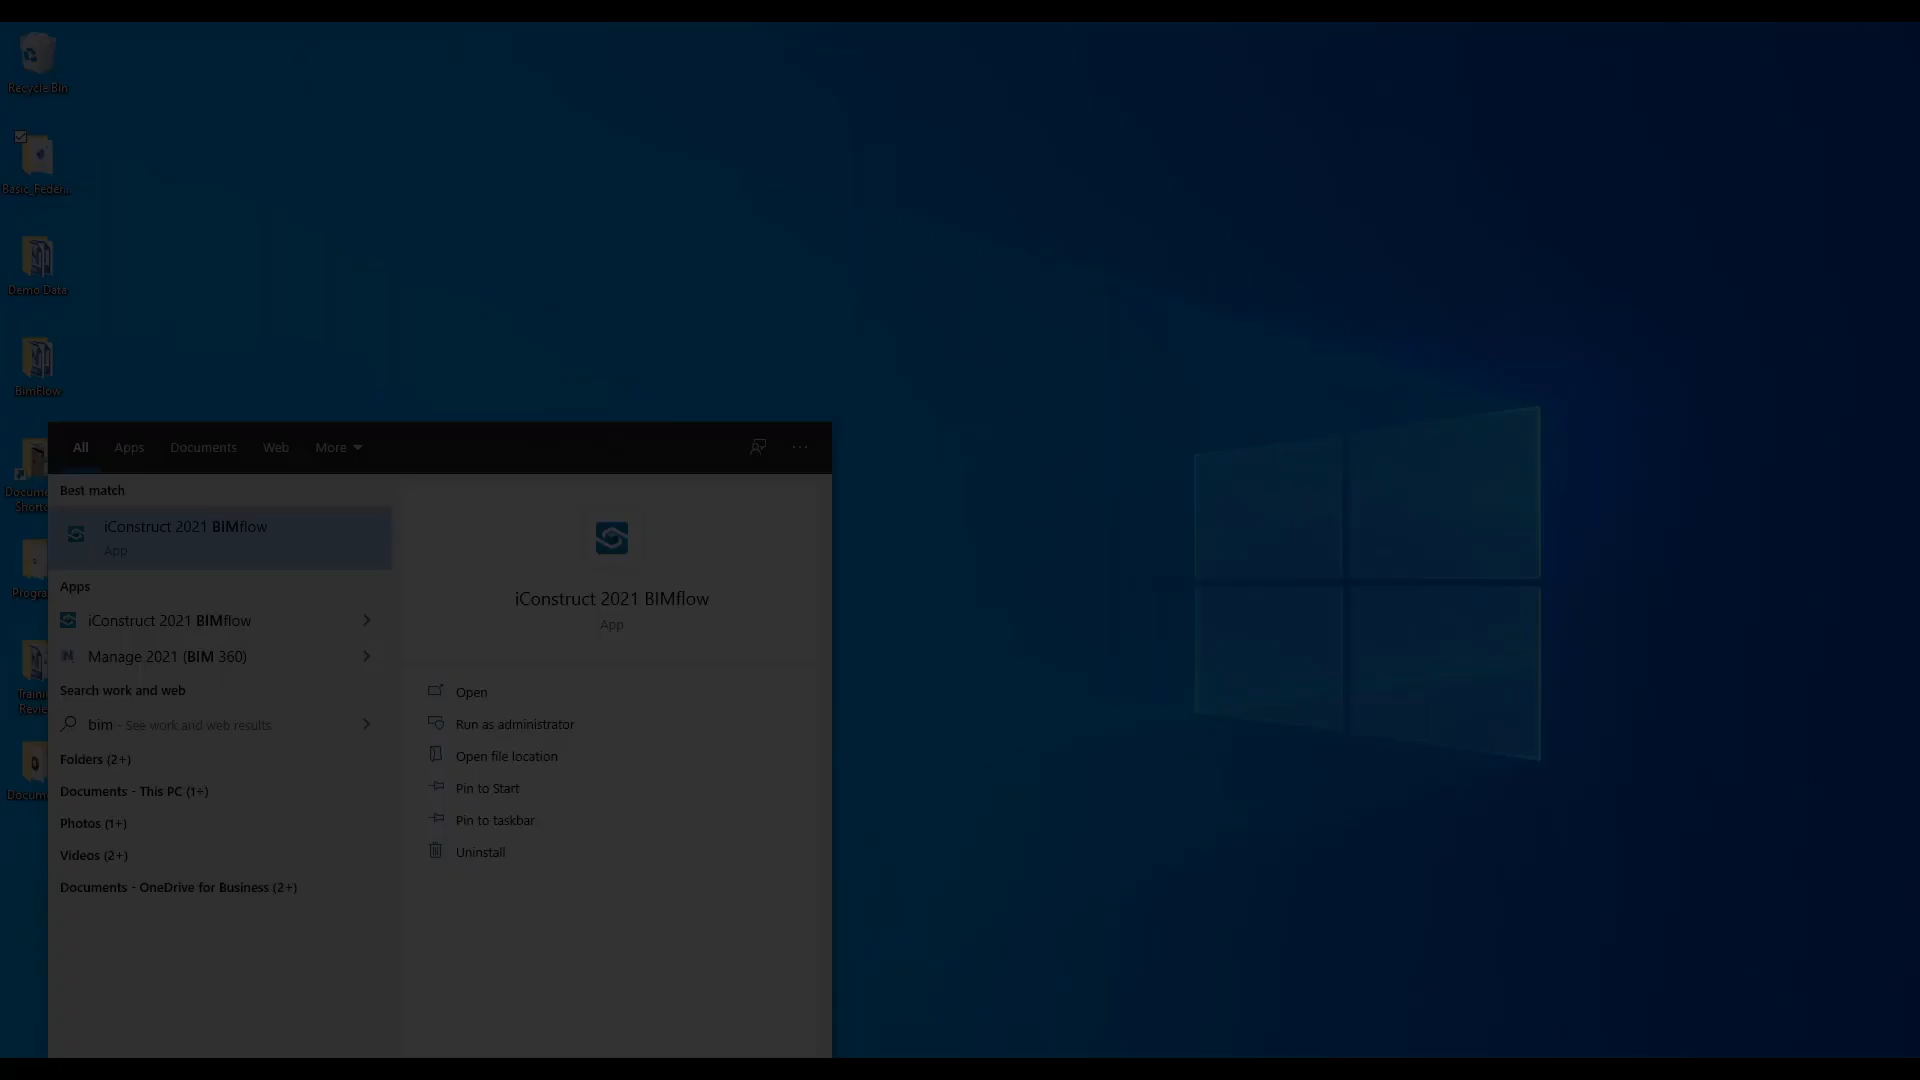 Recycle Bin
Basic_Feder...
Demo Data
BimFlow
All Apps Documents Web More
Best match
iConstruct 2021 BIMflow
App
Apps
iConstruct 2021 BIMflow
Manage 2021 (BIM 360)
Search work and web
bim - See work and web results
Folders (2+)
Documents - This PC (1+)
Photos (1+)
Videos (2+)
Documents - OneDrive for Business (2+)
iConstruct 2021 BIMflow
App
Open
Run as administrator
Open file location
Pin to Start
Pin to taskbar
Uninstall